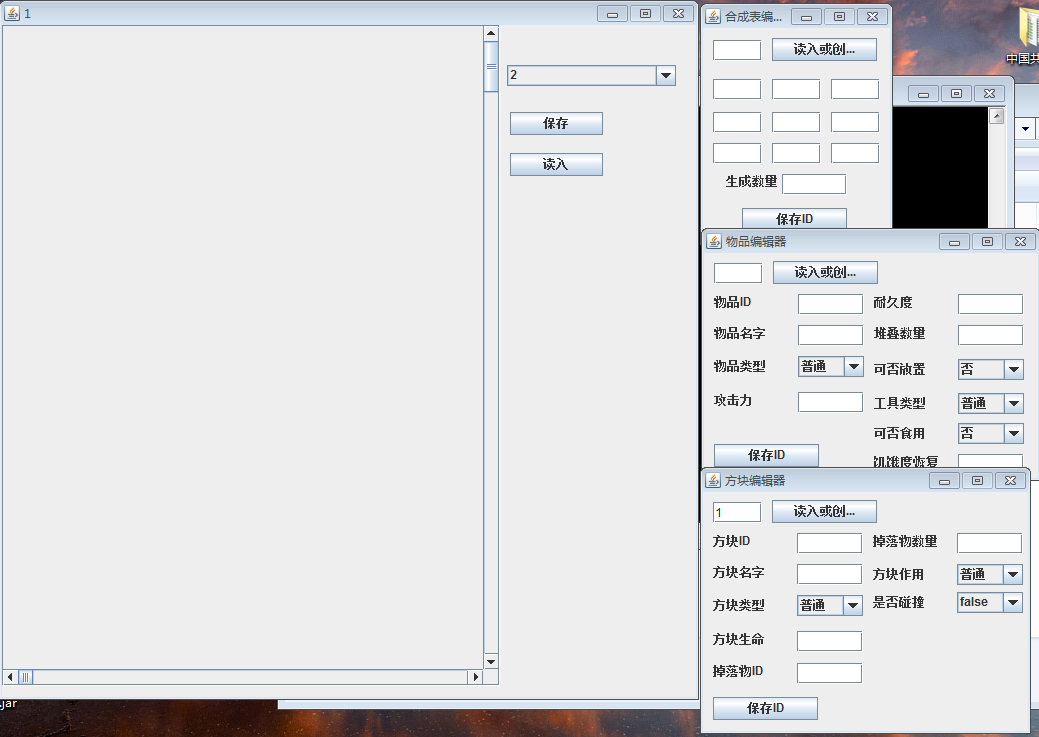 1
2
保存
读入
合成表编...
读入或创...
生成数量
保存ID
中国共
物品编辑器
读入或创...
物品ID
耐久度
物品名字
堆叠数量
物品类型
普通
可否放置
否
攻击力
工具类型
普通
可否食用
否
保存ID
饥饿度恢复
方块编辑器
1
读入或创...
方块ID
掉落物数量
方块名字
方块作用
普通
方块类型
普通
是否碰撞
false
方块生命
掉落物ID
保存ID
.jar